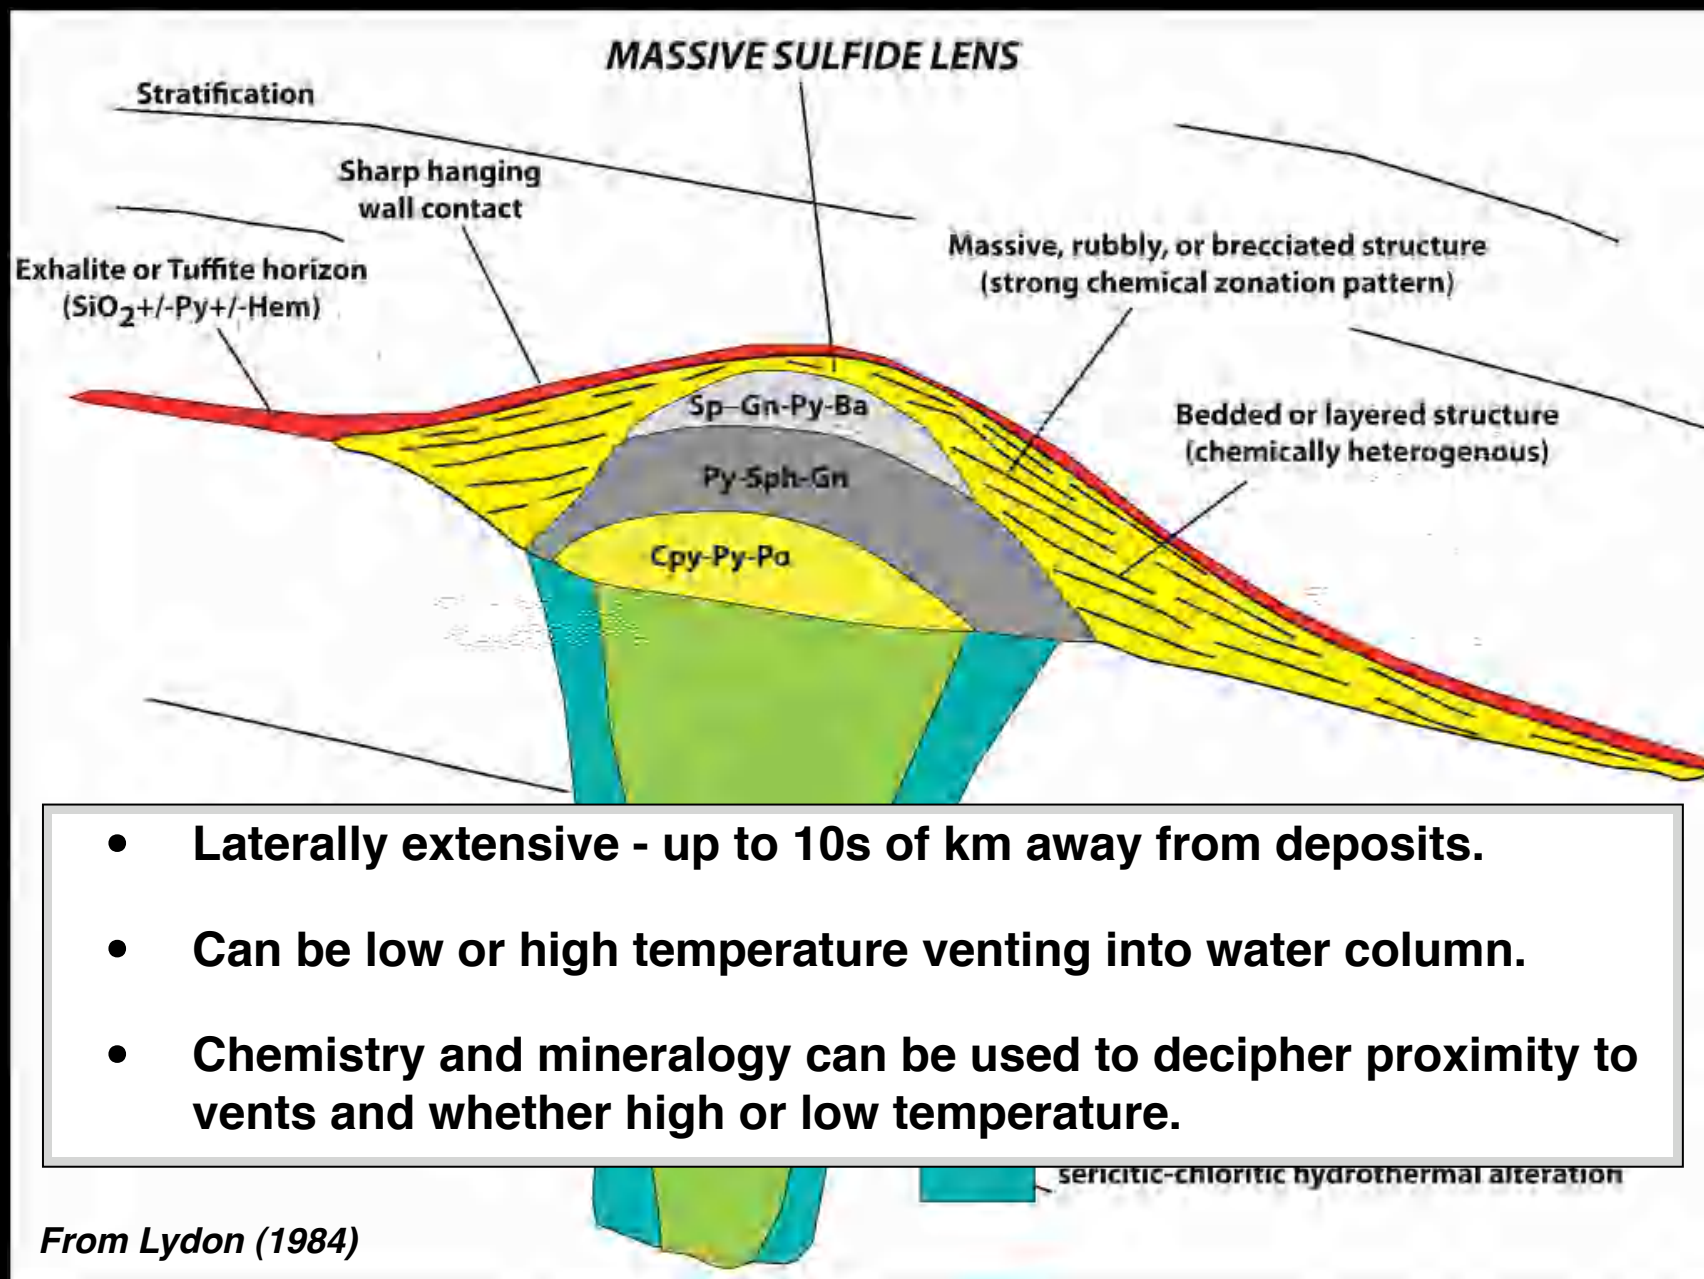 MASSIVE SULFIDE LENS
Stratification
Sharp hanging
wall contact
Exhalite or Tuffite horizon
(SiO2+/-Py+/-Hem)
Massive, rubbly, or brecciated structure
(strong chemical zonation pattern)
Bedded or layered structure
(chemically heterogenous)
Sp-Gn-Py-Ba
Py-Sph-Gn
Cpy-Py-Po
• Laterally extensive - up to 10s of km away from deposits.
• Can be low or high temperature venting into water column.
• Chemistry and mineralogy can be used to decipher proximity to
vents and whether high or low temperature.
sericitic-chloritic hydrothermal alteration
From Lydon (1984)